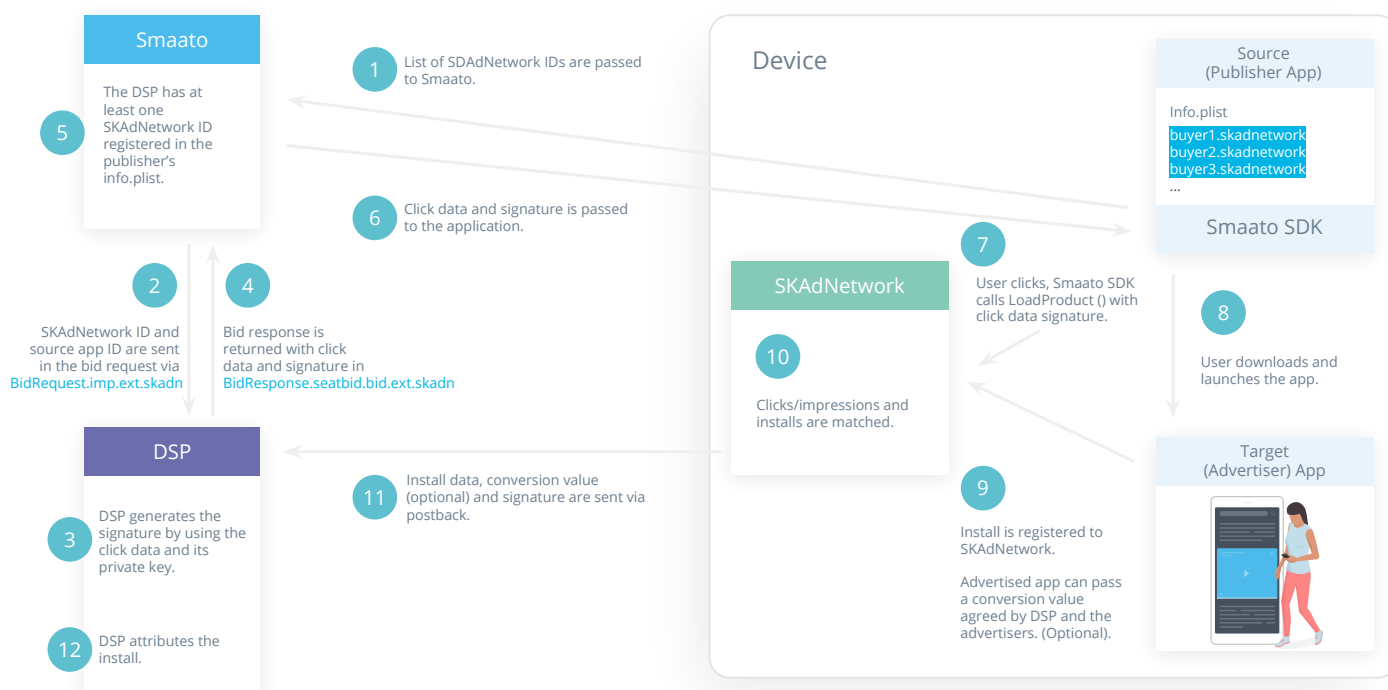 Smaato
The DSP has at
least one
SKAdNetwork ID
registered in the
publisher's
info.plist.
5
1
List of SDAdNetwork IDs are passed
to Smaato.
6
Click data and signature is passed
to the application.
2
SKAdNetwork ID and
source app ID are sent
in the bid request via
BidRequest.imp.ext.skadn
4
Bid response is
returned with click
data and signature in
BidResponse.seatbid.bid.ext.skadn
DSP
3
DSP generates the
signature by using the
click data and its
private key.
12
DSP attributes the
install.
11
Install data, conversion value
(optional) and signature are sent via
postback.
Device
Source
(Publisher App)
Info.plist
buyer1.skadnetwork
buyer2.skadnetwork
buyer3.skadnetwork
...
Smaato SDK
7
User clicks, Smaato SDK
calls LoadProduct () with
click data signature.
SKAdNetwork
10
Clicks/impressions and
installs are matched.
8
User downloads and
launches the app.
9
Install is registered to
SKAdNetwork.
Advertised app can pass
a conversion value
agreed by DSP and the
advertisers. (Optional).
Target
(Advertiser) App